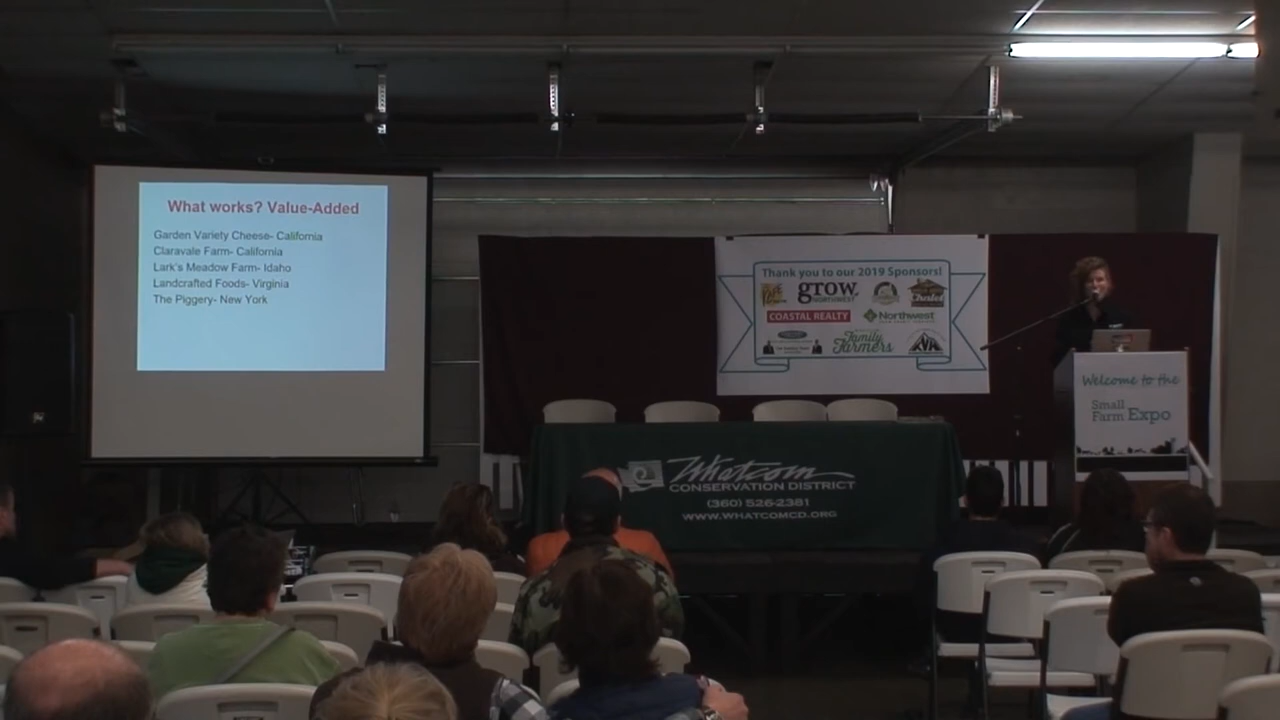 What works? Value-Added
Garden Variety Cheese- California
Claravale Farm- California
Lark's Meadow Farm- Idaho
Landcrafted Foods- Virginia
The Piggery- New York
Thank you to our 2019 Sponsors!
grow
NORTHWEST
Chalet
COASTAL REALTY
Northwest
Family
Farmers
Welcome to the
Small
Farm Expo
Whatcom
CONSERVATION DISTRICT
(360) 526-2381
WWW.WHATCOMCD.ORG